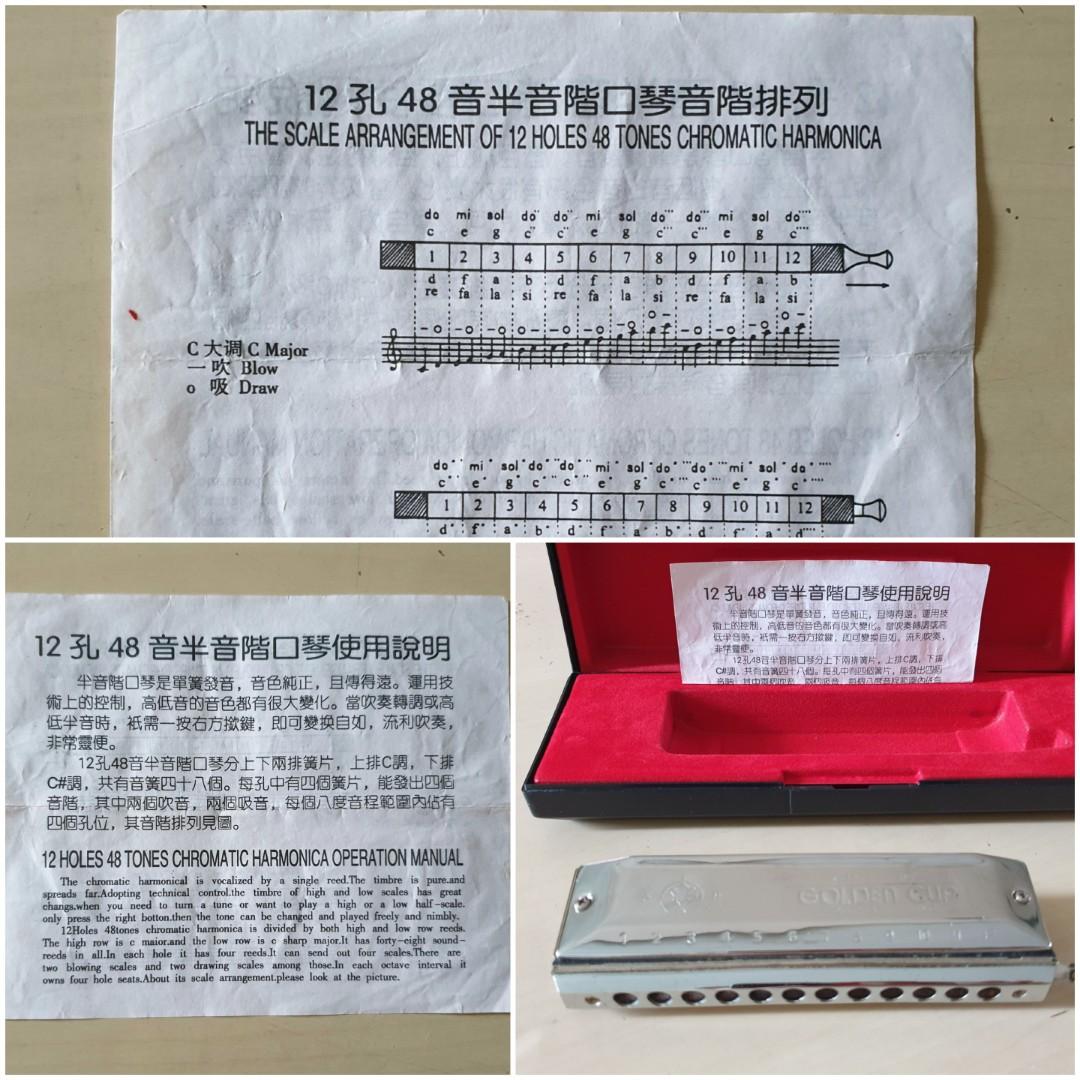 12 孔 48 音半音階口琴音階排列
THE SCALE ARRANGEMENT OF 12 HOLES 48 TONES CHROMATIC HARMONICA
do mi sol do¨ do¨ mi sol do··· do··· mi sol do····
c e g c¨ c¨ e g c··· c··· e g c····
1 2 3 4 5 6 7 8 9 10 11 12
d f a b d f a b d f a b
re fa la si re fa la si re fa la si
C 大调 C Major
一 吹 Blow
o 吸 Draw
do mi sol do do mi sol do do mi sol do
c e g c c e g c c e g c
1 2 3 4 5 6 7 8 9 10 11 12
d f a b d f a b d f a b
12 孔 48 音半音階口琴使用說明
半音階口琴是單簧發音，音色純正，且傳得遠。運用技
術上的控制，高低音的音色都有很大變化。當吹奏轉調或高
低半音時，祇需一按右方撳鍵，即可變換自如，流利吹奏，
非常靈便。
12孔48音半音階口琴分上下兩排簧片，上排C調，下排
C#調，共有音簧四十八個。每孔中有四個簧片，能發出四個
音階，其中兩個吹音，兩個吸音，每個八度音程範圍內佔有
四個孔位，其音階排列見圖。
12 HOLES 48 TONES CHROMATIC HARMONICA OPERATION MANUAL
The chromatic harmonical is vocalized by a single reed.The timbre is pure.and
spreads far.Adopting technical control.the timbre of high and low scales has great
changs.when you need to turn a tune or want to play a high or a low half-scale.
only press the right botton.then the tone can be changed and played freely and nimbly.
12Holes 48tones chromatic harmonica is divided by both high and low row reeds.
The high row is c maior.and the low row is c sharp major.It has forty-eight sound-
reeds in all.In each hole it has four reeds.It can send out four scales.There are
two blowing scales and two drawing scales among those.In each octave interval it
owns four hole seats.About its scale arrangement.please look at the picture.
12 孔 48 音半音階口琴使用說明
半音階口琴是單簧發音，音色純正，且傳得遠。運用技
術上的控制，高低音的音色都有很大變化。當吹奏轉調或高
低半音時，祇需一按右方撳鍵，即可變換自如，流利吹奏，
非常靈便。
12孔48音半音階口琴分上下兩排簧片，上排C調，下排
C#調，共有音簧四十八個。每孔中有四個簧片，能發出四個
GOLDEN CUP